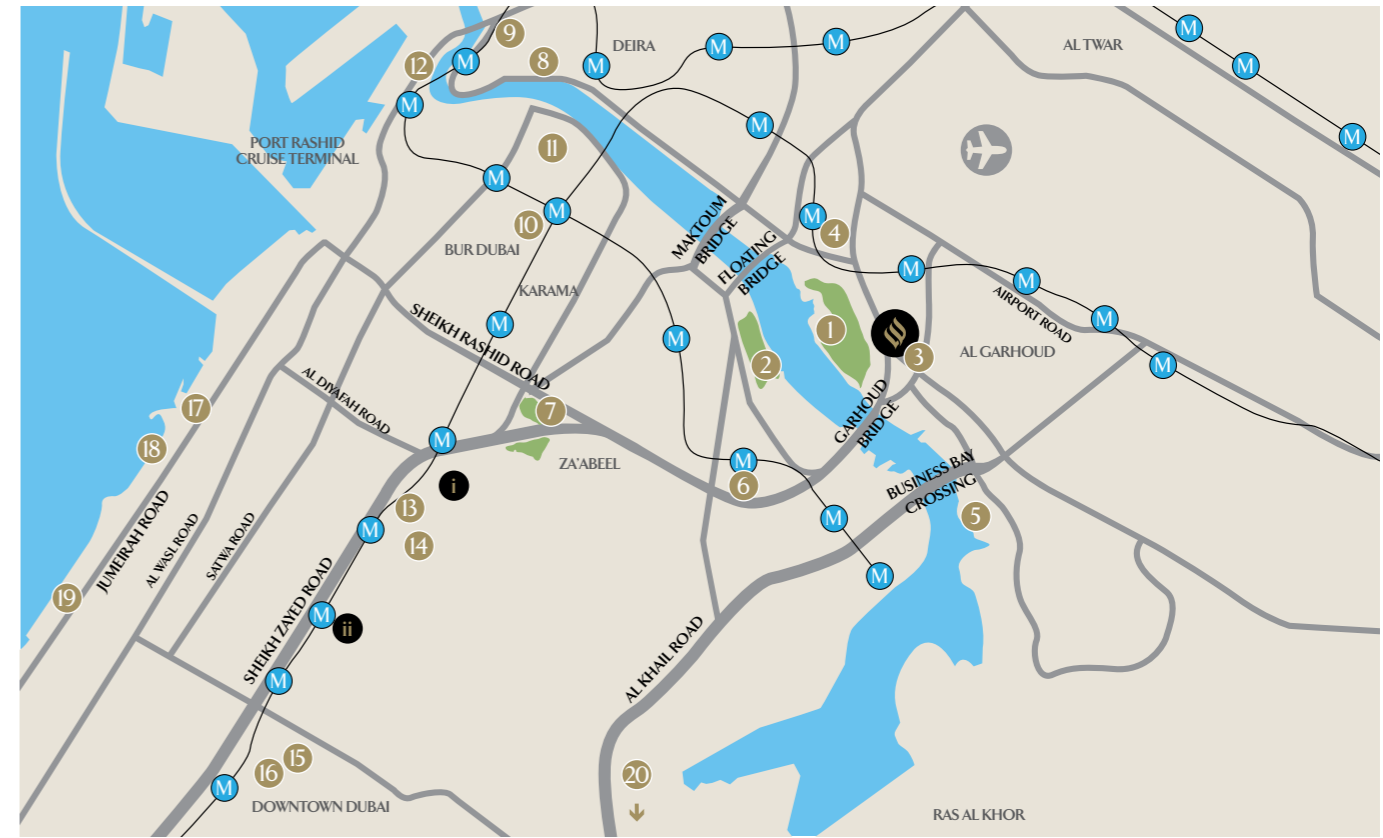 M
9
M
M
DEIRA
M
AL TWAR
8
12
M
M
M
M
M
M
PORT RASHID
CRUISE TERMINAL
11
M
10
M
MAKTOUM
BRIDGE
FLOATING
BRIDGE
M
4
BUR DUBAI
KARAMA
M
M
AIRPORT ROAD
M
M
SHEIKH RASHID ROAD
M
M
2
1
3
AL GARHOUD
AL DIYAFAH ROAD
7
GARHOUD
BRIDGE
17
18
M
ZA'ABEEL
M
6
i
BUSINESS BAY
CROSSING
5
13
14
M
M
M
JUMEIRAH ROAD
AL WASL ROAD
SATWA ROAD
SHEIKH ZAYED ROAD
19
M
ii
M
AL KHAIL ROAD
15
16
M
20
DOWNTOWN DUBAI
RAS AL KHOR